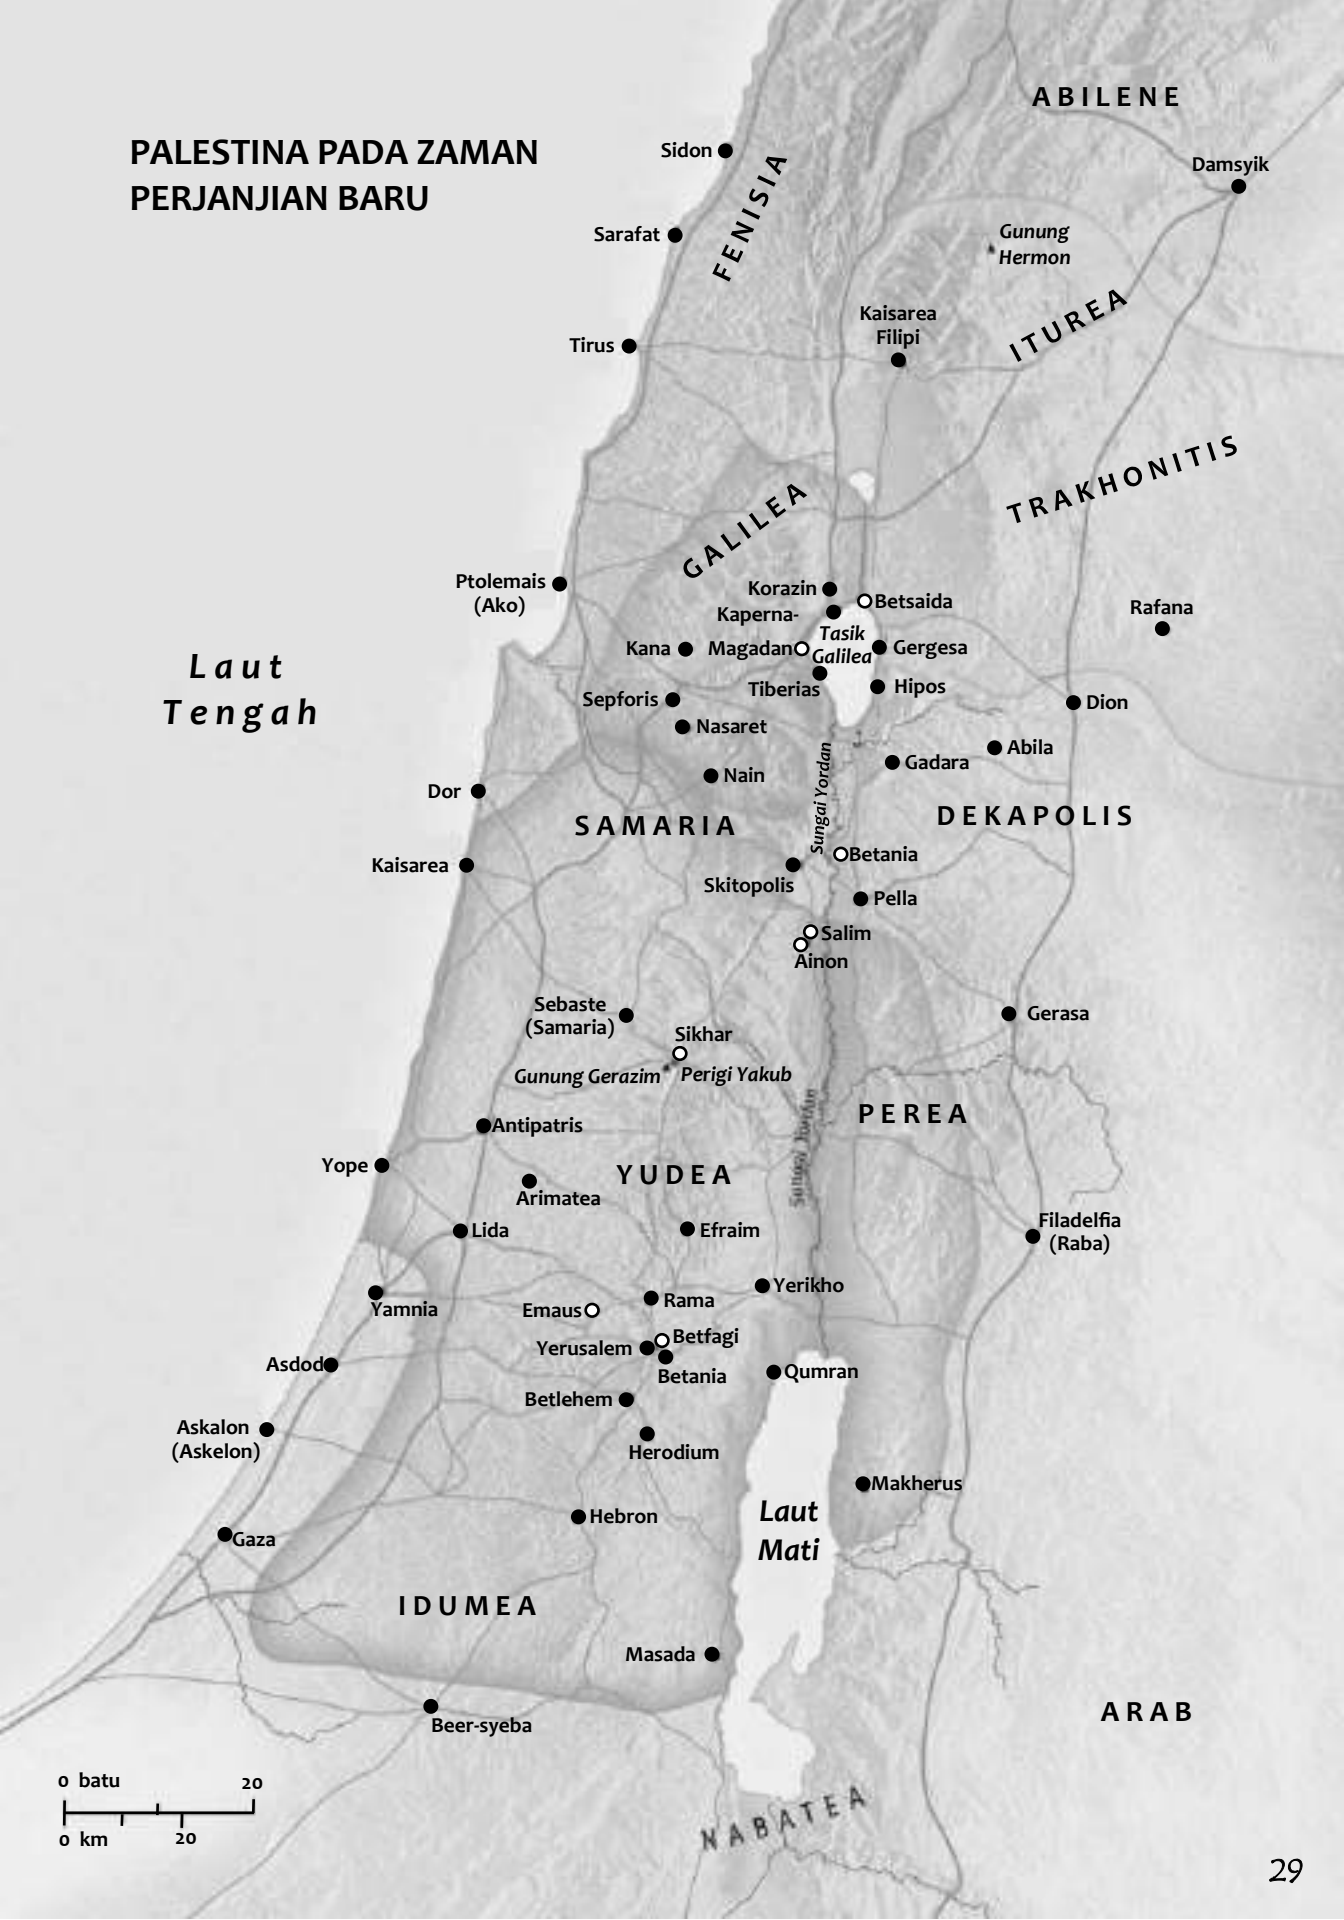 ABILENE
PALESTINA PADA ZAMAN
PERJANJIAN BARU
Sidon
FENISIA
Damsyik
Sarafat
Gunung
Hermon
Kaisarea
Filipi
ITUREA
Tirus
TRAKHONITIS
GALILEA
Ptolemais
(Ako)
Korazin
Betsaida
Kaperna-
Rafana
Laut
Tengah
Kana
Magadan
Tasik
Galilea
Gergesa
Tiberias
Hipos
Sepforis
Dion
Nasaret
Abila
Gadara
Nain
Sungai Yordan
Dor
SAMARIA
DEKAPOLIS
Betania
Kaisarea
Skitopolis
Pella
Salim
Ainon
Sebaste
(Samaria)
Gerasa
Sikhar
Gunung Gerazim
Perigi Yakub
PEREA
Sungai Yordan
Antipatris
Yope
YUDEA
Arimatea
Lida
Efraim
Filadelfia
(Raba)
Yerikho
Yamnia
Emaus
Rama
Betfagi
Yerusalem
Asdod
Betania
Qumran
Betlehem
Askalon
(Askelon)
Herodium
Makherus
Laut
Mati
Hebron
Gaza
IDUMEA
Masada
ARAB
Beer-syeba
0 batu 20
0 km 20
NABATEA
29